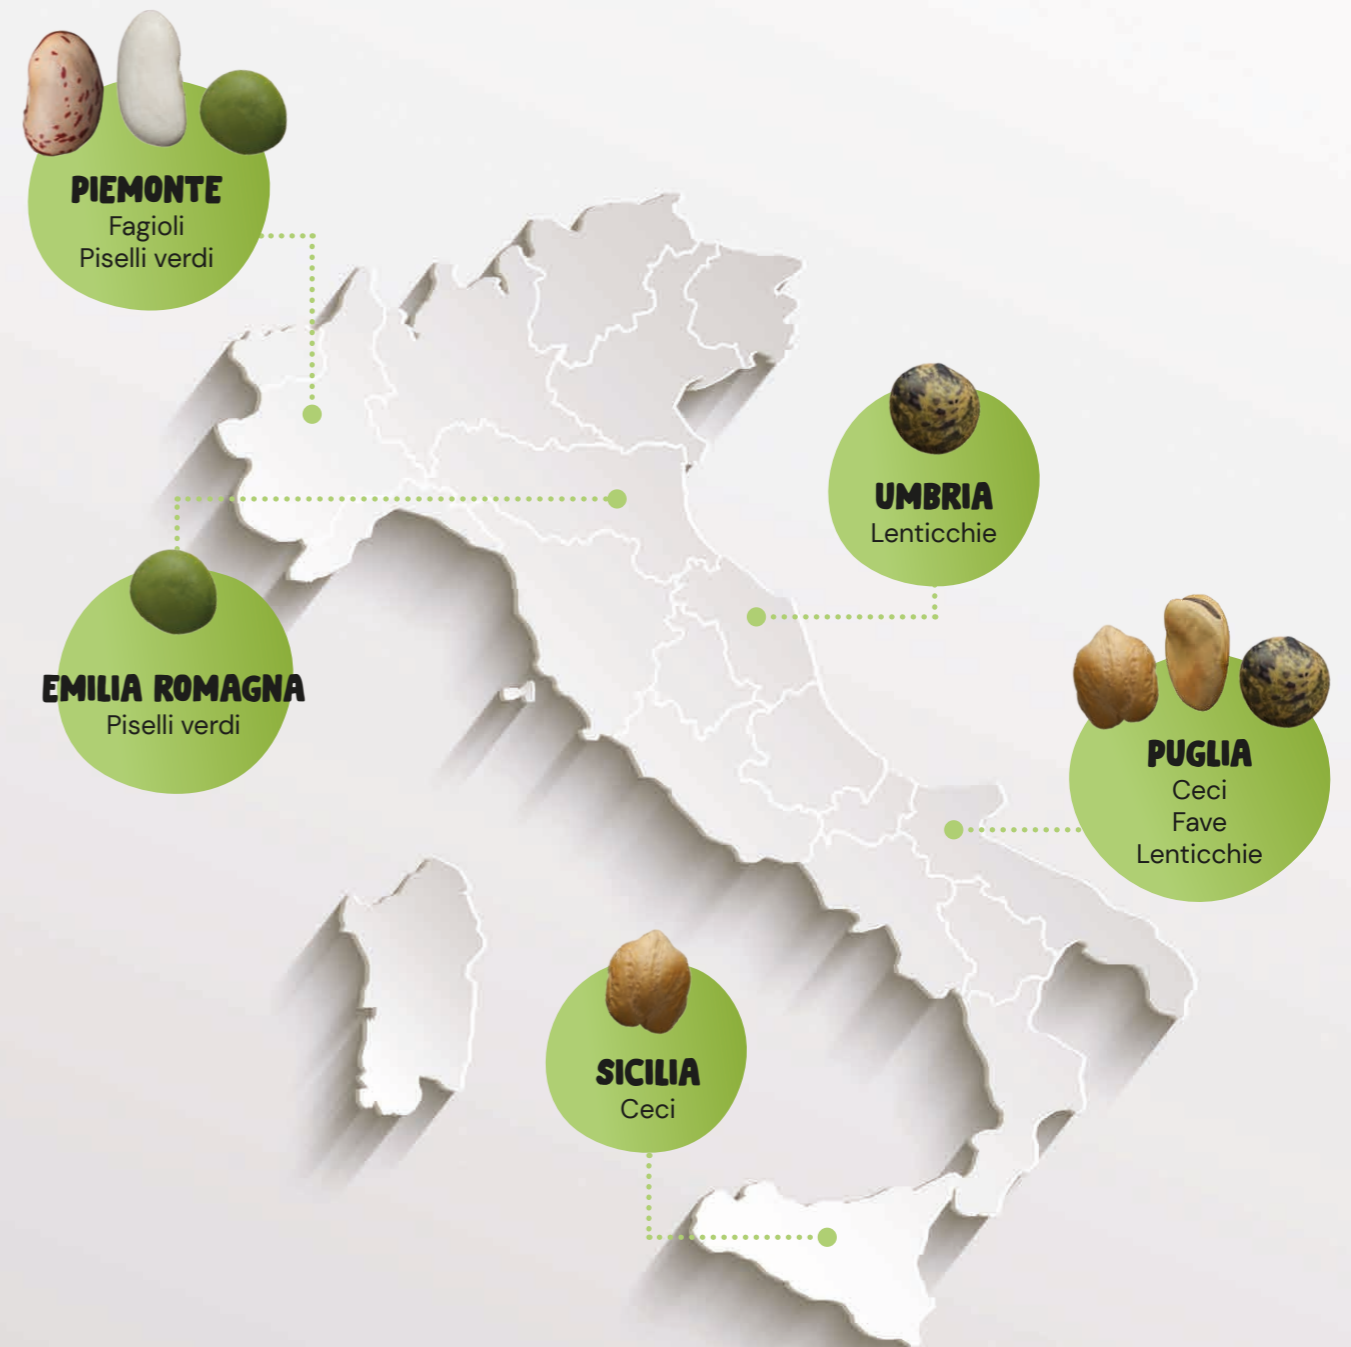 PIEMONTE
Fagioli
Piselli verdi
UMBRIA
Lenticchie
EMILIA ROMAGNA
Piselli verdi
PUGLIA
Ceci
Fave
Lenticchie
SICILIA
Ceci